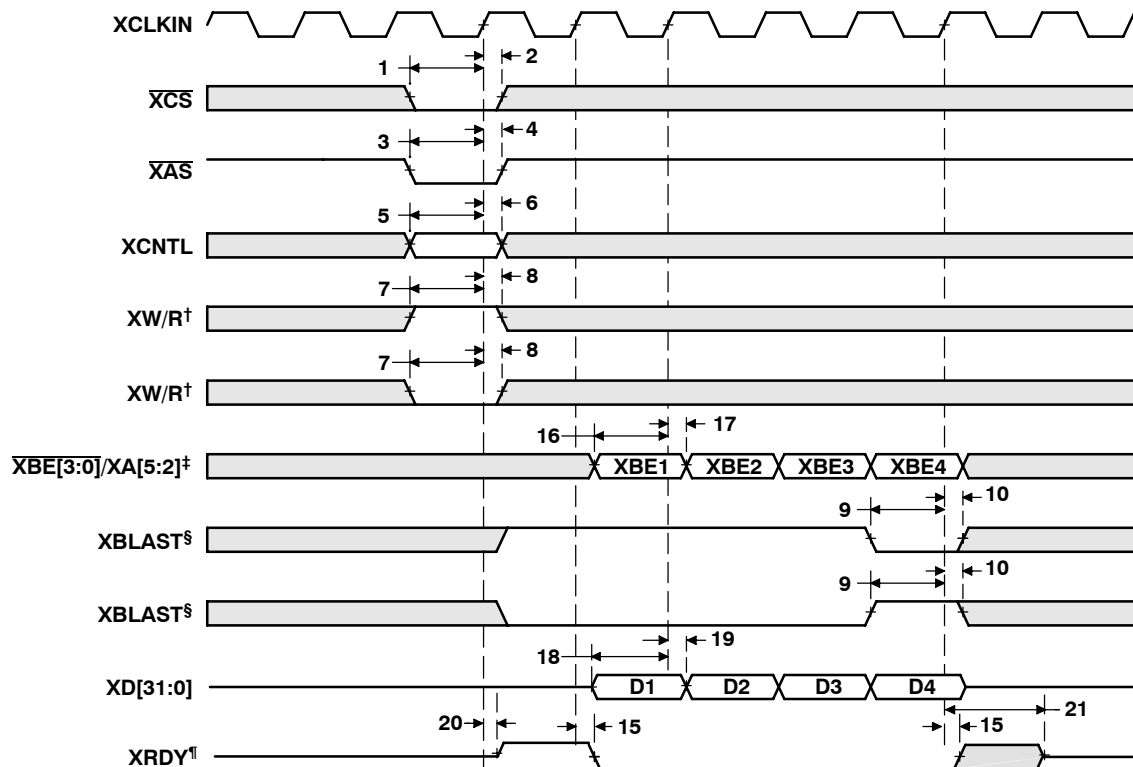 XCLKIN
1
2
XCS
3
4
XAS
5
6
XCNTL
7
8
XW/R†
7
8
XW/R†
16
17
XBE[3:0]/XA[5:2]‡
XBE1 XBE2 XBE3 XBE4
9
10
XBLAST§
9
10
XBLAST§
18
19
XD[31:0]
D1 D2 D3 D4
20
15
15
21
XRDY¶